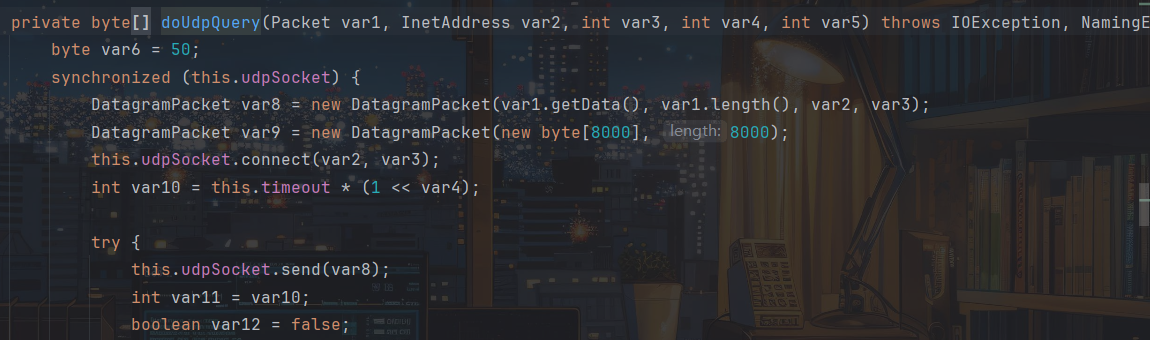 private byte[] doUdpQuery(Packet var1, InetAddress var2, int var3, int var4, int var5) throws IOException, NamingE
byte var6 = 50;
synchronized (this.udpSocket) {
DatagramPacket var8 = new DatagramPacket(var1.getData(), var1.length(), var2, var3);
DatagramPacket var9 = new DatagramPacket(new byte[8000], length: 8000);
this.udpSocket.connect(var2, var3);
int var10 = this.timeout * (1 << var4);
try {
this.udpSocket.send(var8);
int var11 = var10;
boolean var12 = false;